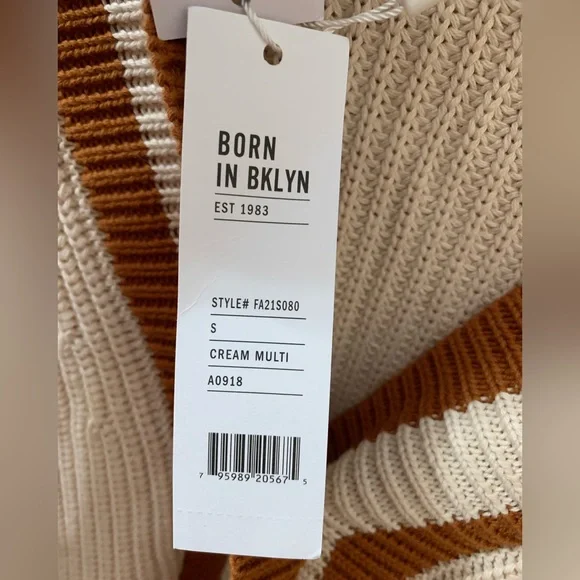 BORN
IN BKLYN
EST 1983
STYLE# FA21S080
S
CREAM MULTI
A0918
7 95989 20567 5